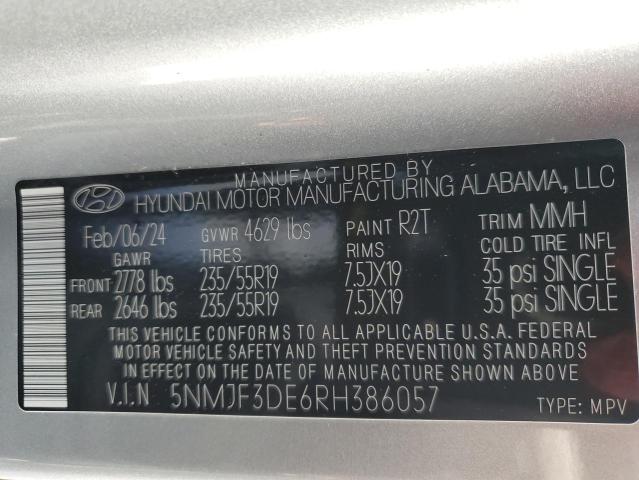 MANUFACTURED BY
HYUNDAI MOTOR MANUFACTURING ALABAMA, LLC
Feb/06/24 GVWR 4629 lbs PAINT R2T TRIM MMH
GAWR TIRES RIMS COLD TIRE INFL
FRONT 2778 lbs 235/55R19 7.5JX19 35 psi SINGLE
REAR 2646 lbs 235/55R19 7.5JX19 35 psi SINGLE
THIS VEHICLE CONFORMS TO ALL APPLICABLE U.S.A. FEDERAL
MOTOR VEHICLE SAFETY AND THEFT PREVENTION STANDARDS
IN EFFECT ON THE DATE OF MANUFACTURE SHOWN ABOVE.
V.I.N 5NMJF3DE6RH386057 TYPE: MPV